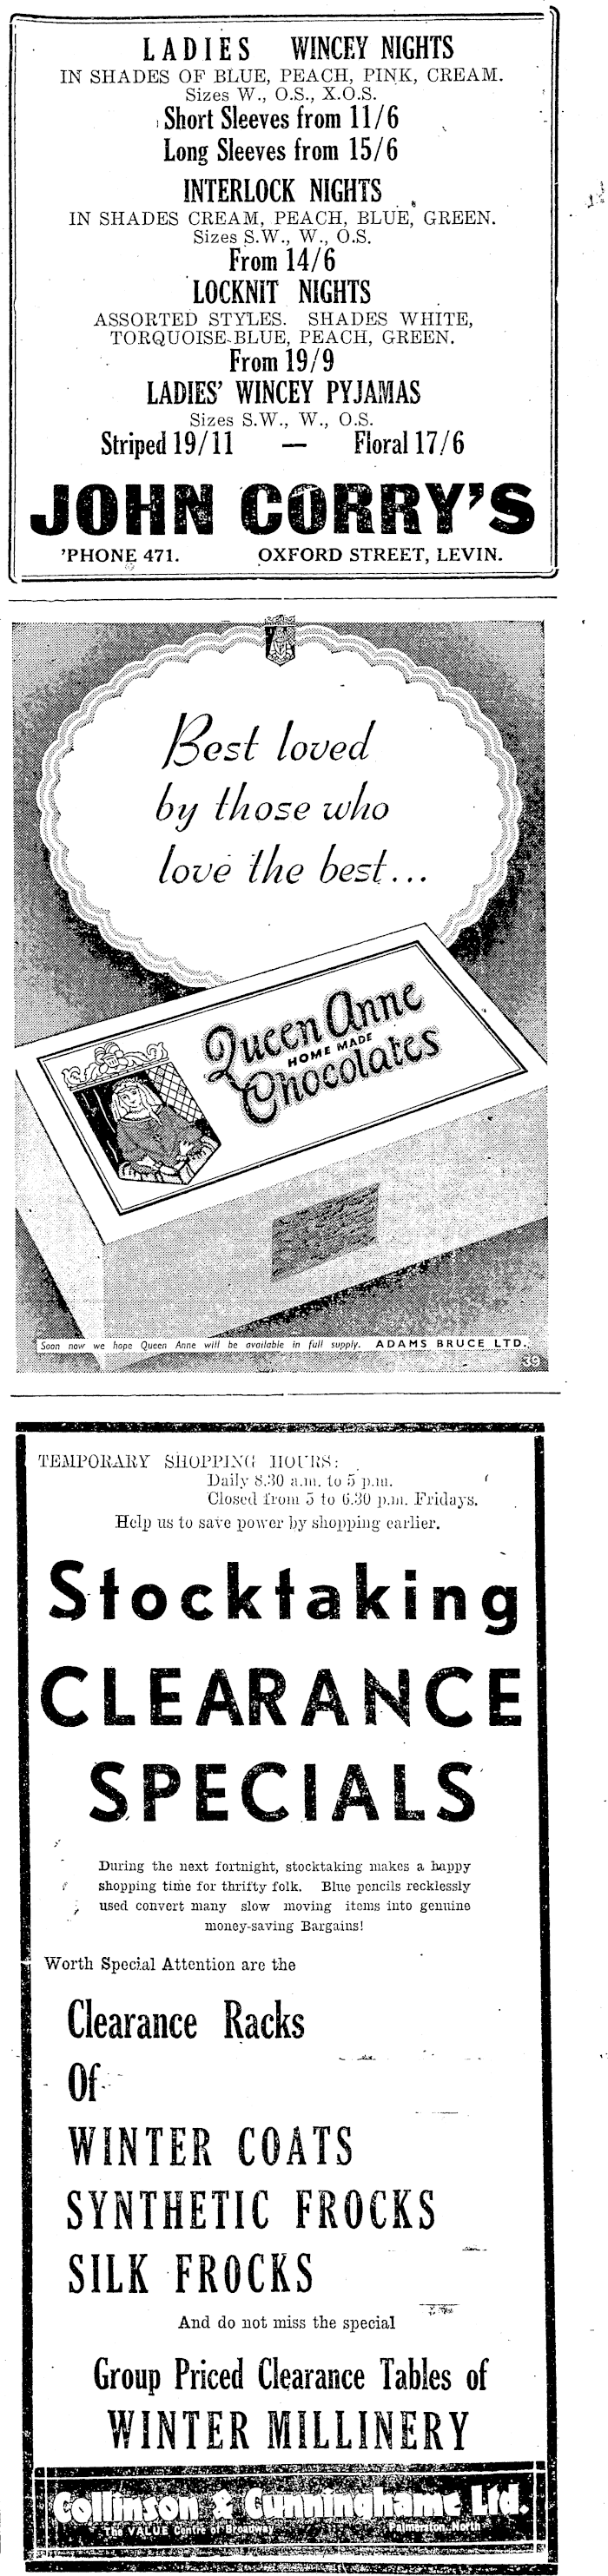 LADIES WINCEY NIGHTS
IN SHADES OF BLUE, PEACH, PINK, CREAM.
Sizes W., O.S., X.O.S.
Short Sleeves from 11/6
Long Sleeves from 15/6
INTERLOCK NIGHTS
IN SHADES CREAM, PEACH, BLUE, GREEN.
Sizes S.W., W., O.S.
From 14/6
LOCKNIT NIGHTS
ASSORTED STYLES. SHADES WHITE,
TORQUOISE-BLUE, PEACH, GREEN.
From 19/9
LADIES' WINCEY PYJAMAS
Sizes S.W., W., O.S.
Striped 19/11 — Floral 17/6
JOHN CORRY'S
'PHONE 471. OXFORD STREET, LEVIN.
Best loved
by those who
love the best...
Queen Anne
HOME MADE
Chocolates
Soon now we hope Queen Anne will be available in full supply. ADAMS BRUCE LTD.
39
TEMPORARY SHOPPING HOURS:
Daily 8.30 a.m. to 5 p.m.
Closed from 5 to 6.30 p.m. Fridays.
Help us to save power by shopping earlier.
Stocktaking
CLEARANCE
SPECIALS
During the next fortnight, stocktaking makes a happy
shopping time for thrifty folk. Blue pencils recklessly
used convert many slow moving items into genuine
money-saving Bargains!
Worth Special Attention are the
Clearance Racks
Of
WINTER COATS
SYNTHETIC FROCKS
SILK FROCKS
And do not miss the special
Group Priced Clearance Tables of
WINTER MILLINERY
Collinson & Cunninghame Ltd.
The VALUE Centre of Broadway Palmerston North